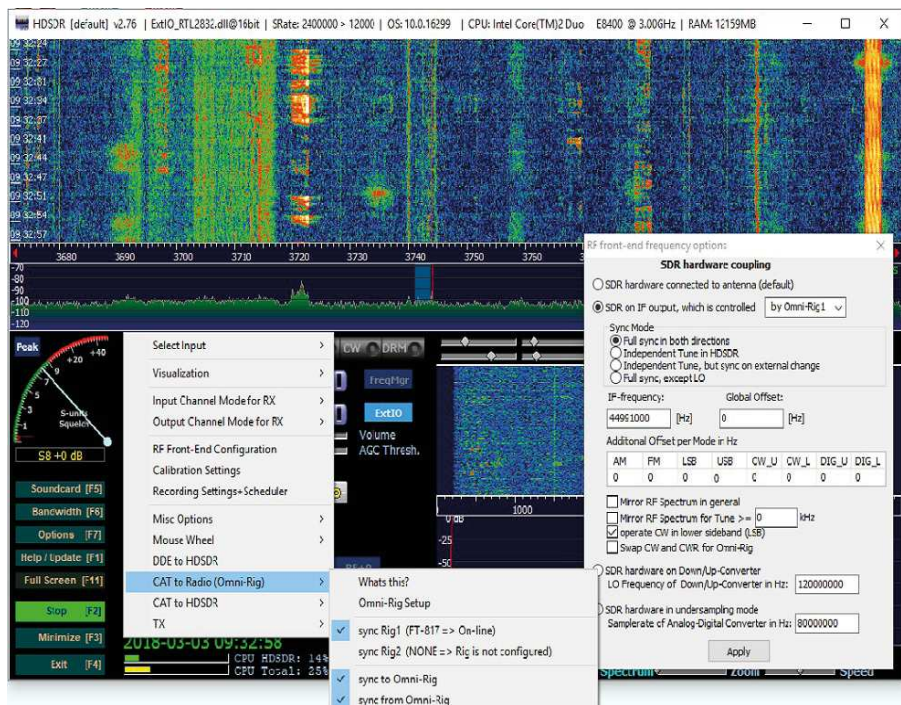 HDSDR [default] v2.76 | ExtIO_RTL2832.dll@16bit | SRate: 2400000 > 12000 | OS: 10.0.16299 | CPU: Intel Core(TM)2 Duo E8400 @ 3.00GHz | RAM: 12159MB
09 32:24
09 32:27
09 32:44
09 32:47
09 32:51
09 32:54
09 32:57
3680 3690 3700 3710 3720 3730 3740 3750 3750
-70
-80
-90
-100
-110
-120
Peak
+20 +40
9
7
5
3
1
S-units
Squelch
S8 +0 dB
Soundcard [F5]
Bandwidth [F6]
Options [F7]
Help / Update [F1]
Full Screen [F11]
Stop [F2]
Minimize [F3]
Exit [F4]
2018-03-03 09:32:58
CPU HDSDR: 14%
CPU Total: 25%
Select Input
Visualization
Input Channel Mode for RX
Output Channel Mode for RX
RF Front-End Configuration
Calibration Settings
Recording Settings+Scheduler
Misc Options
Mouse Wheel
DDE to HDSDR
CAT to Radio (Omni-Rig)
CAT to HDSDR
TX
CW DRM
FreqMgr
ExtIO
Volume
AGC Thresh.
1000
-25
-50
Whats this?
Omni-Rig Setup
sync Rig1 (FT-817 => On-line)
sync Rig2 (NONE => Rig is not configured)
sync to Omni-Rig
sync from Omni-Rig
RF front-end frequency options
SDR hardware coupling
SDR hardware connected to antenna (default)
SDR on IF output, which is controlled by Omni-Rig1
Sync Mode
Full sync in both directions
Independent Tune in HDSDR
Independent Tune, but sync on external change
Full sync, except LO
IF-frequency: Global Offset:
44991000 [Hz] 0 [Hz]
Additonal Offset per Mode in Hz
AM FM LSB USB CW_U CW_L DIG_U DIG_L
0 0 0 0 0 0 0 0
Mirror RF Spectrum in general
Mirror RF Spectrum for Tune >= 0 kHz
operate CW in lower sideband (LSB)
Swap CW and CWR for Omni-Rig
SDR hardware on Down/Up-Converter
LO Frequency of Down/Up-Converter in Hz: 120000000
SDR hardware in undersampling mode
Samplerate of Analog-Digital Converter in Hz: 80000000
Apply
Spectrum Zoom Speed